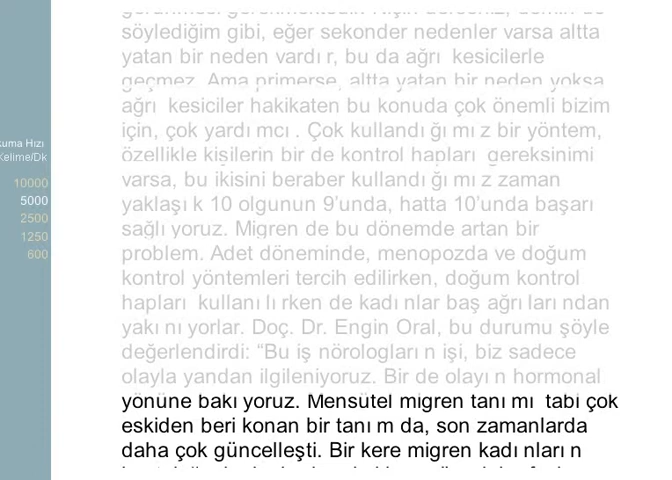 kuma Hızı
Kelime/Dk
10000
5000
2500
1250
600
söylediğim gibi, eğer sekonder nedenler varsa altta
yatan bir neden vardı r, bu da ağrı  kesicilerle
geçmez. Ama primerse, altta yatan bir neden yoksa
ağrı  kesiciler hakikaten bu konuda çok önemli bizim
için, çok yardı mcı . Çok kullandı ğı mı z bir yöntem,
özellikle kişilerin bir de kontrol hapları  gereksinimi
varsa, bu ikisini beraber kullandı ğı mı z zaman
yaklaşı k 10 olgunun 9’unda, hatta 10’unda başarı
sağlı yoruz. Migren de bu dönemde artan bir
problem. Adet döneminde, menopozda ve doğum
kontrol yöntemleri tercih edilirken, doğum kontrol
hapları  kullanı lı rken de kadı nlar baş ağrı ları ndan
yakı nı yorlar. Doç. Dr. Engin Oral, bu durumu şöyle
değerlendirdi: “Bu iş nörologları n işi, biz sadece
olayla yandan ilgileniyoruz. Bir de olayı n hormonal
yönüne bakı yoruz. Mensütel migren tanı mı  tabi çok
eskiden beri konan bir tanı m da, son zamanlarda
daha çok güncelleşti. Bir kere migren kadı nları n